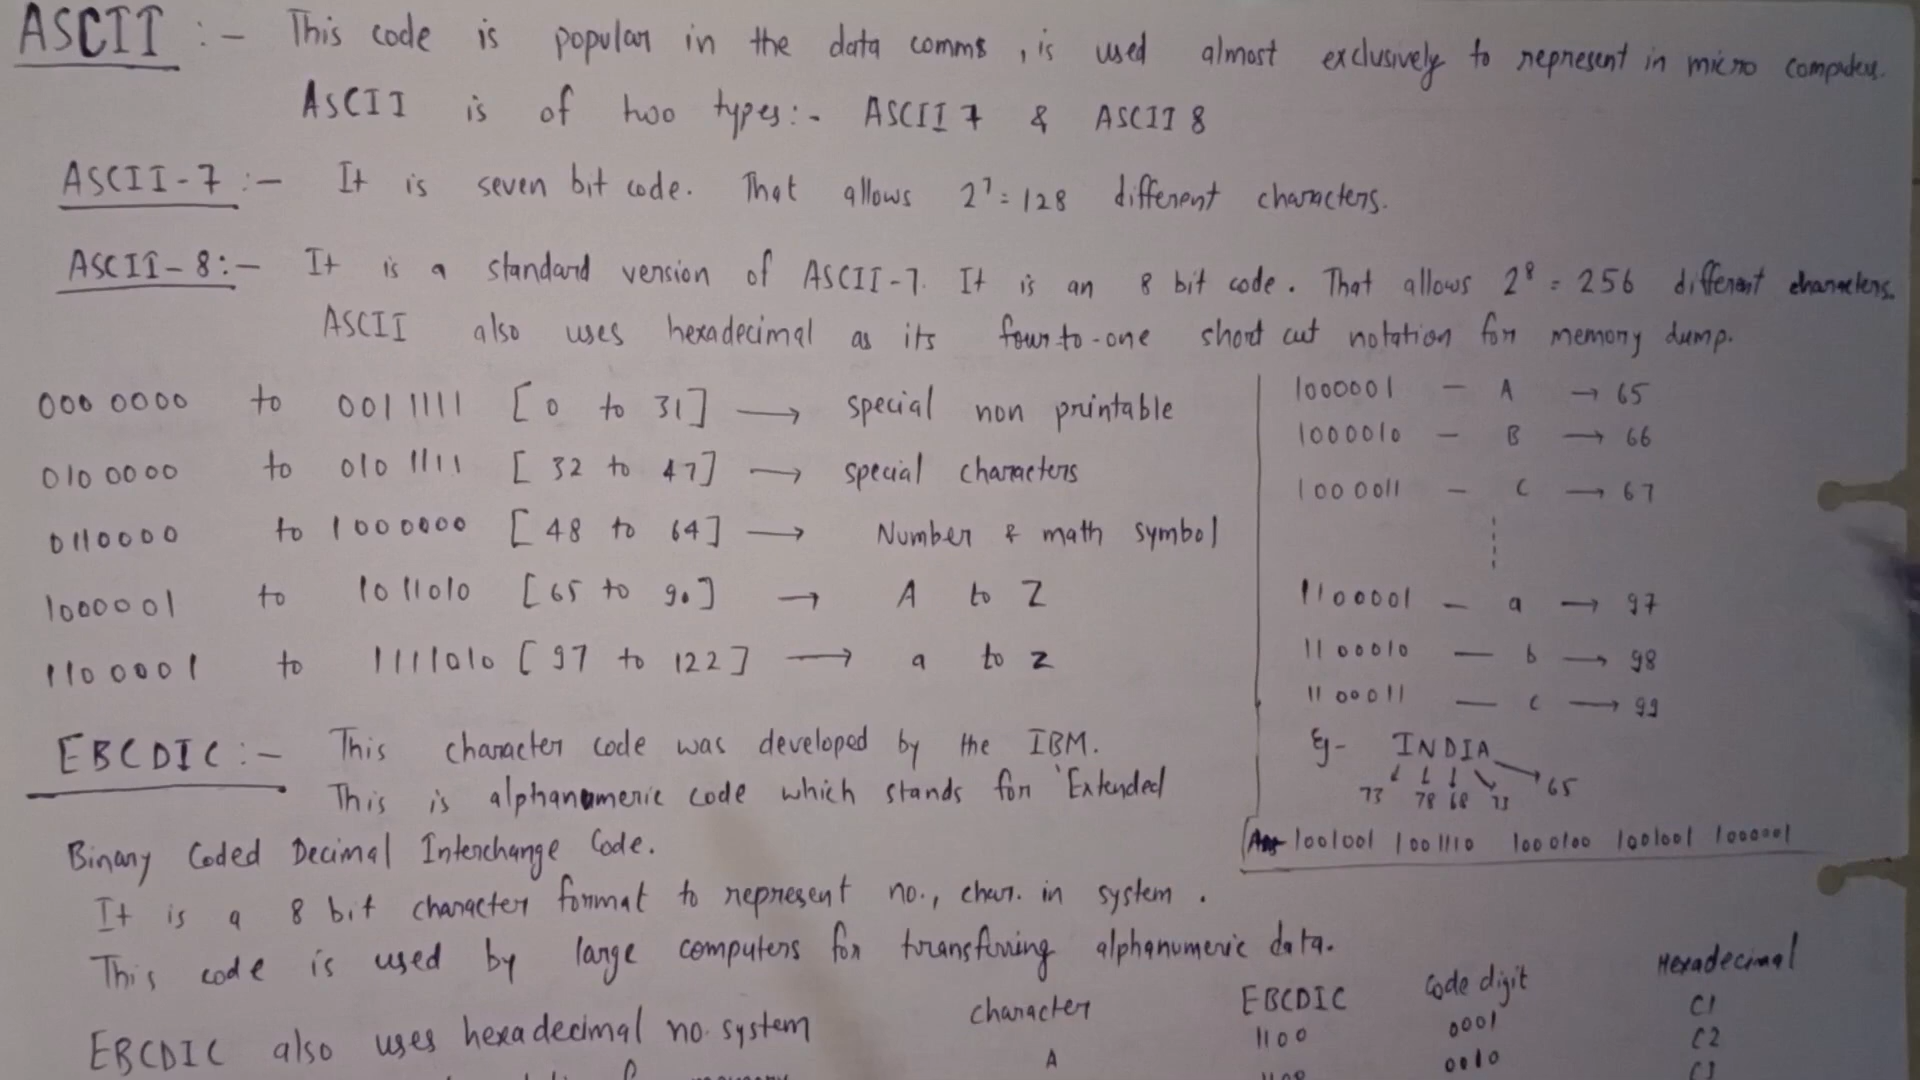 ASCII :- This code is popular in the data comms, is used almost exclusively to represent in micro computer.
ASCII is of two types:- ASCII 7 & ASCII 8
ASCII-7 :- It is seven bit code. That allows 2⁷ = 128 different characters.
ASCII-8:- It is a standard version of ASCII-7. It is an 8 bit code. That allows 2⁸ = 256 different characters.
ASCII also uses hexadecimal as its four to-one short cut notation for memory dump.
000 0000 to 001 1111 [0 to 31] → special non printable
010 0000 to 010 1111 [32 to 47] → special characters
0110000 to 1000000 [48 to 64] → Number & math symbol
1000001 to 1011010 [65 to 90] → A to Z
110 0001 to 1111010 [97 to 122] → a to z
1000001 - A → 65
1000010 - B → 66
1000011 - C → 67
1100001 - a → 97
1100010 - b → 98
1100011 - c → 99
Eg- INDIA
73 78 68 73 65
Ans 1001001 1001110 1000100 1001001 1000001
EBCDIC:- This character code was developed by the IBM.
This is alphanumeric code which stands for 'Extended
Binary Coded Decimal Interchange Code.
It is a 8 bit character format to represent no., char. in system.
This code is used by large computers for transfiring alphanumeric data.
EBCDIC also uses hexadecimal no. system
character EBCDIC Code digit Hexadecimal
A 1100 0001 C1
0010 C2